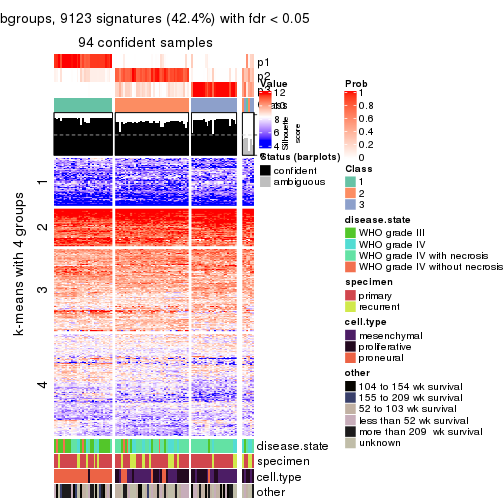 bgroups, 9123 signatures (42.4%) with fdr < 0.05
94 confident samples
p1
p2
Value
12
10
8
6
4
Silhouette
score
Status (barplots)
confident
ambiguous
Prob
1
0.8
0.6
0.4
0.2
0
Class
1
2
3
disease.state
WHO grade III
WHO grade IV
WHO grade IV with necrosis
WHO grade IV without necrosis
specimen
primary
recurrent
cell.type
mesenchymal
proliferative
proneural
other
104 to 154 wk survival
155 to 209 wk survival
52 to 103 wk survival
less than 52 wk survival
more than 209 wk survival
unknown
k-means with 4 groups
1
2
3
4
disease.state
specimen
cell.type
other